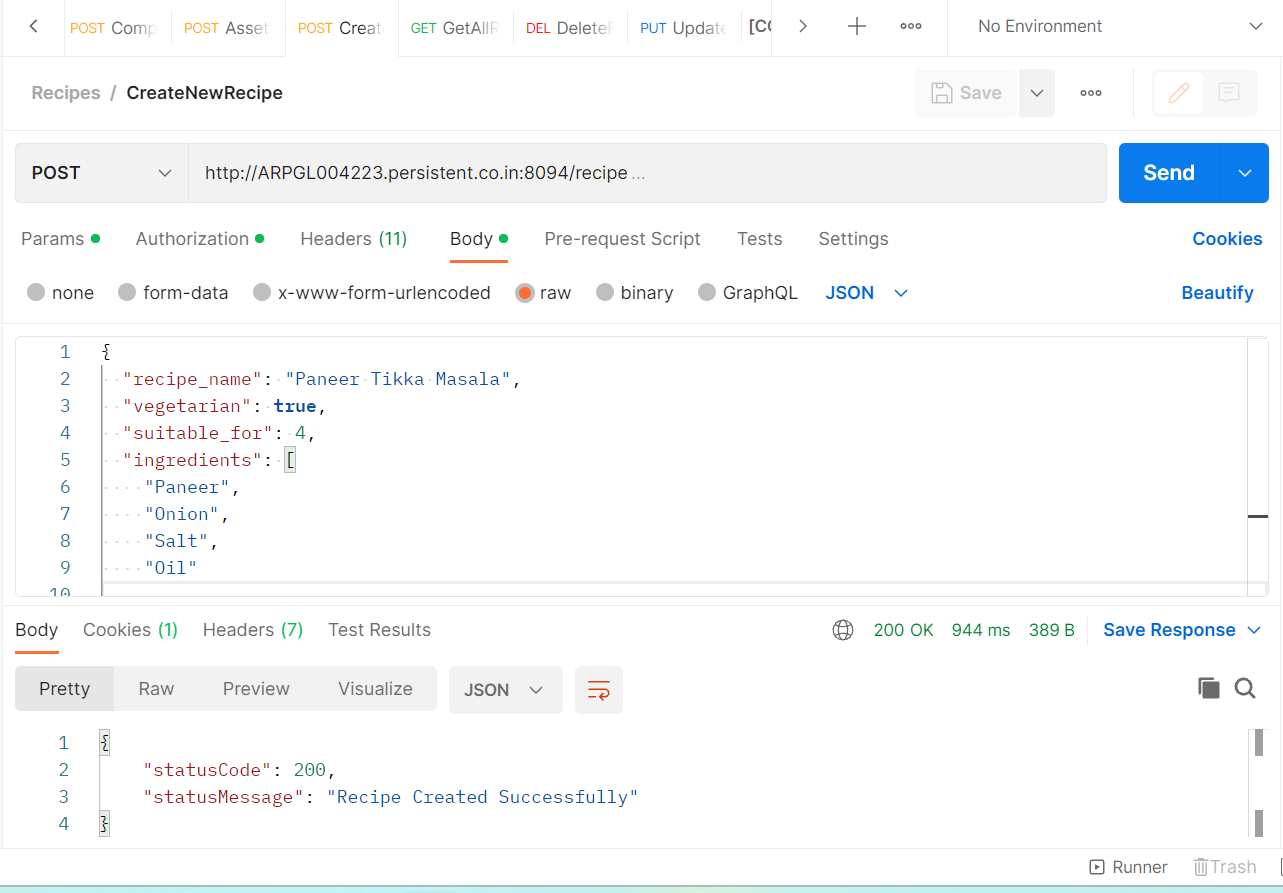 POST Comp POST Asset POST Creat GET GetAllR DEL Delete PUT Update [CO No Environment
Recipes / CreateNewRecipe Save
POST http://ARPGL004223.persistent.co.in:8094/recipe ... Send
Params Authorization Headers (11) Body Pre-request Script Tests Settings Cookies
none form-data x-www-form-urlencoded raw binary GraphQL JSON Beautify
1 {
2 "recipe_name": "Paneer Tikka Masala",
3 "vegetarian": true,
4 "suitable_for": 4,
5 "ingredients": [
6 "Paneer",
7 "Onion",
8 "Salt",
9 "Oil"
10
Body Cookies (1) Headers (7) Test Results 200 OK 944 ms 389 B Save Response
Pretty Raw Preview Visualize JSON
1 {
2 "statusCode": 200,
3 "statusMessage": "Recipe Created Successfully"
4 }
Runner Trash